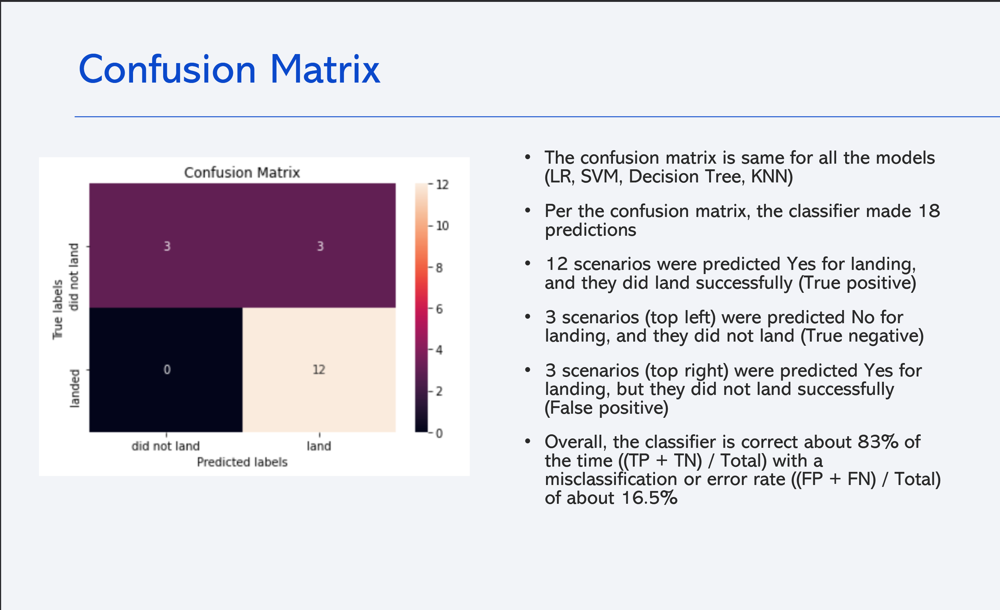 Confusion Matrix
Confusion Matrix
True labels
did not land
landed
3
3
0
12
did not land
land
Predicted labels
12
10
8
6
4
2
0
• The confusion matrix is same for all the models
(LR, SVM, Decision Tree, KNN)
• Per the confusion matrix, the classifier made 18
predictions
• 12 scenarios were predicted Yes for landing,
and they did land successfully (True positive)
• 3 scenarios (top left) were predicted No for
landing, and they did not land (True negative)
• 3 scenarios (top right) were predicted Yes for
landing, but they did not land successfully
(False positive)
• Overall, the classifier is correct about 83% of
the time ((TP + TN) / Total) with a
misclassification or error rate ((FP + FN) / Total)
of about 16.5%